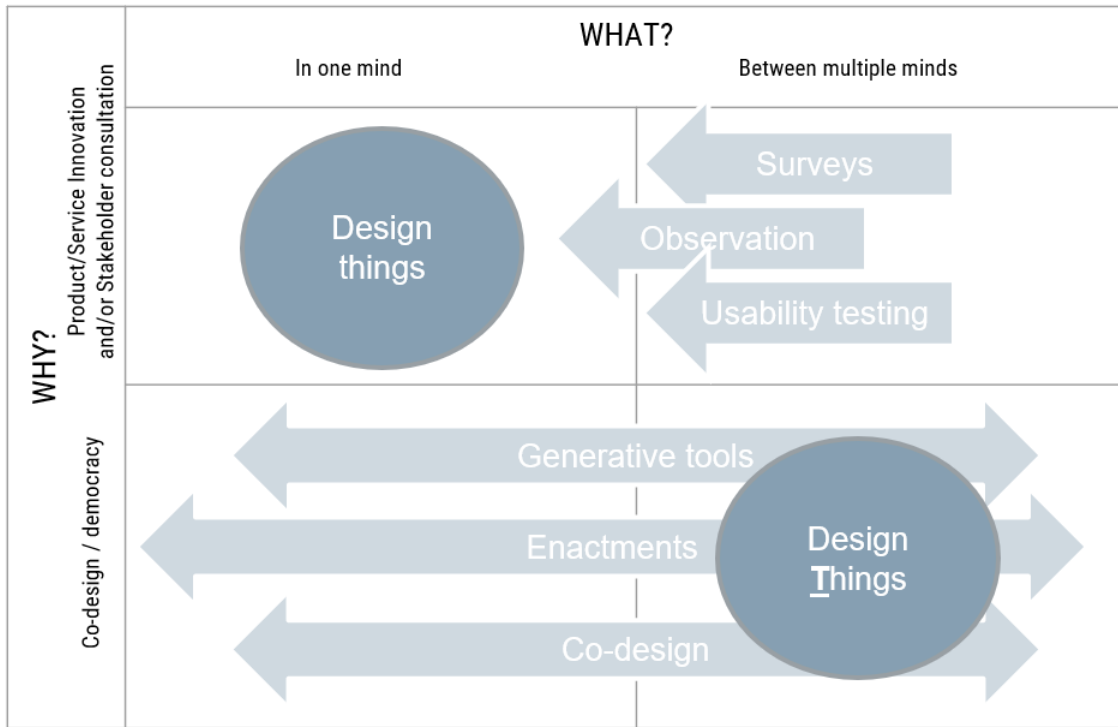 WHAT?
In one mind
Between multiple minds
WHY?
Product/Service Innovation
and/or Stakeholder consultation
Design
things
Surveys
Observation
Usability testing
Co-design / democracy
Generative tools
Enactments
Co-design
Design
Things